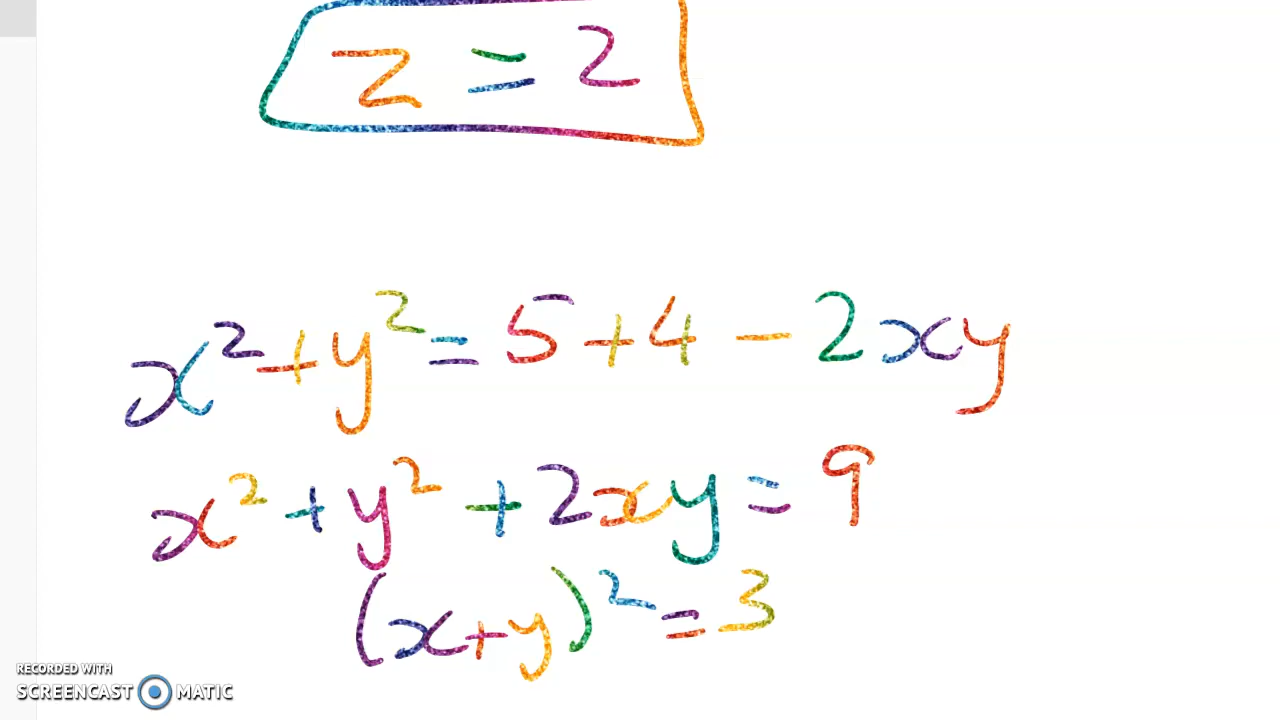 z = 2
x² + y² = 5 + 4 - 2xy
x² + y² + 2xy = 9
(x + y)² = 3
RECORDED WITH
SCREENCAST MATIC